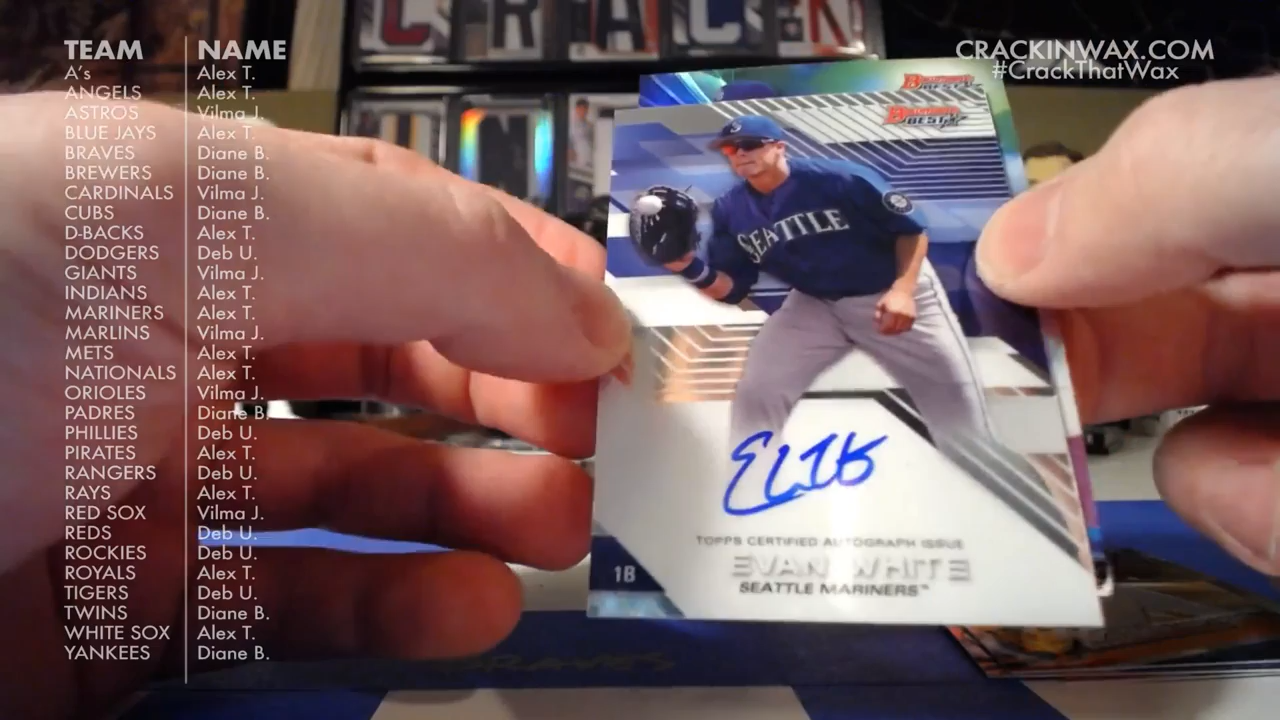 TEAM NAME
A's Alex T.
ANGELS Alex T.
ASTROS Vilma J.
BLUE JAYS Alex T.
BRAVES Diane B.
BREWERS Diane B.
CARDINALS Vilma J.
CUBS Diane B.
D-BACKS Alex T.
DODGERS Deb U.
GIANTS Vilma J.
INDIANS Alex T.
MARINERS Alex T.
MARLINS Vilma J.
METS Alex T.
NATIONALS Alex T.
ORIOLES Vilma J.
PADRES Diane B.
PHILLIES Deb U.
PIRATES Alex T.
RANGERS Deb U.
RAYS Alex T.
RED SOX Vilma J.
REDS Deb U.
ROCKIES Deb U.
ROYALS Alex T.
TIGERS Deb U.
TWINS Diane B.
WHITE SOX Alex T.
YANKEES Diane B.
CRACKINWAX.COM
#CrackThatWax
BOWMAN'S BEST
BOWMAN'S BEST
SEATTLE
TOPPS CERTIFIED AUTOGRAPH ISSUE
EVAN WHITE
1B
SEATTLE MARINERS™